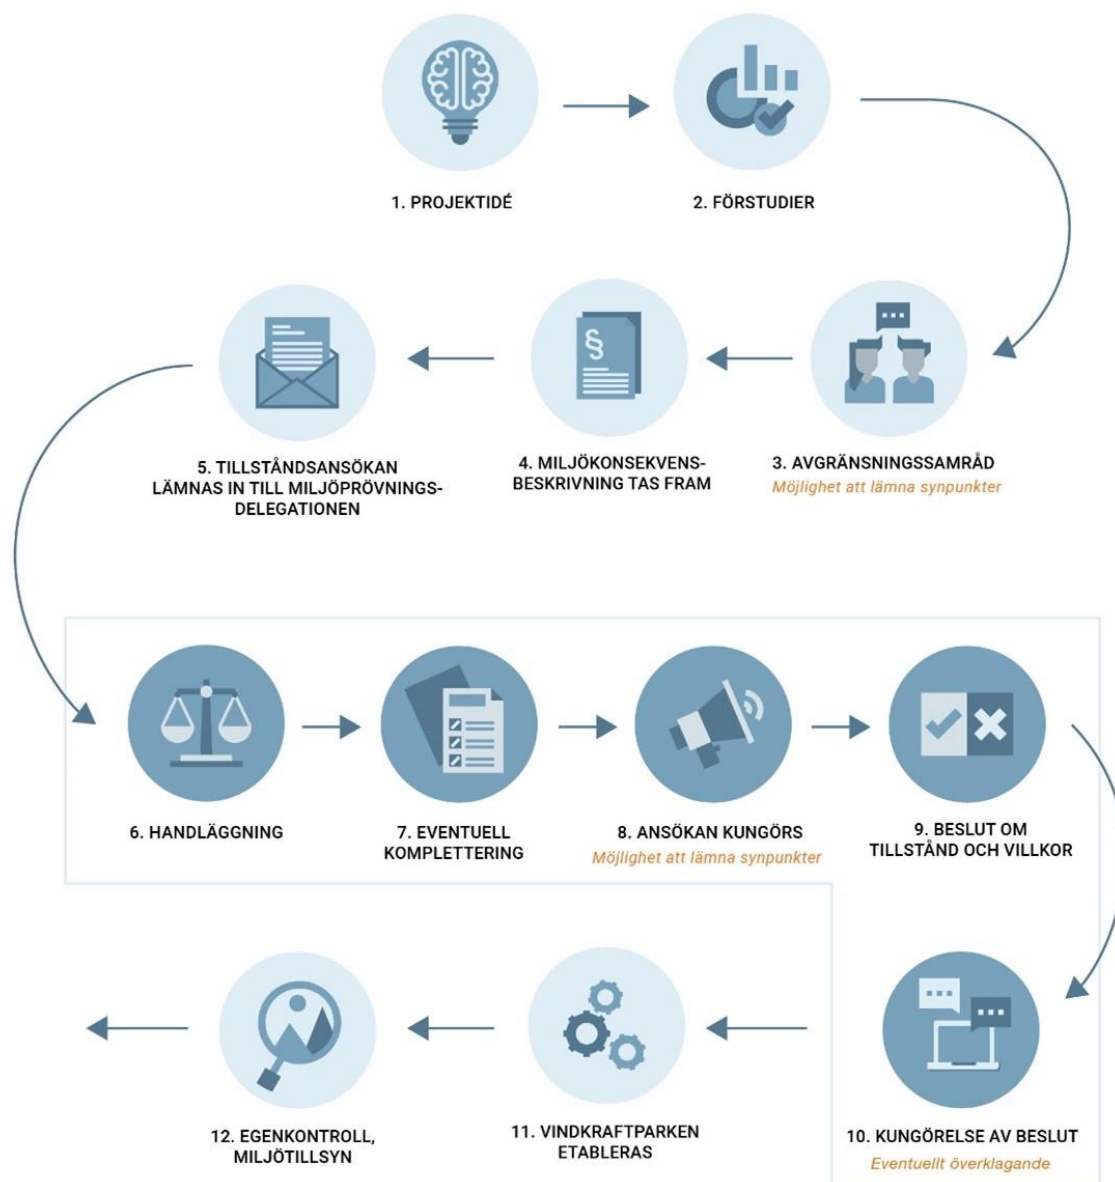 1. PROJEKTIDÉ
2. FÖRSTUDIER
3. AVGRÄNSNINGSSAMRÅD
Möjlighet att lämna synpunkter
§
4. MILJÖKONSEKVENS-
BESKRIVNING TAS FRAM
5. TILLSTÅNDSANSÖKAN
LÄMNAS IN TILL MILJÖPRÖVNINGS-
DELEGATIONEN
6. HANDLÄGGNING
7. EVENTUELL
KOMPLETTERING
8. ANSÖKAN KUNGÖRS
Möjlighet att lämna synpunkter
9. BESLUT OM
TILLSTÅND OCH VILLKOR
10. KUNGÖRELSE AV BESLUT
Eventuellt överklagande
11. VINDKRAFTPARKEN
ETABLERAS
12. EGENKONTROLL,
MILJÖTILLSYN